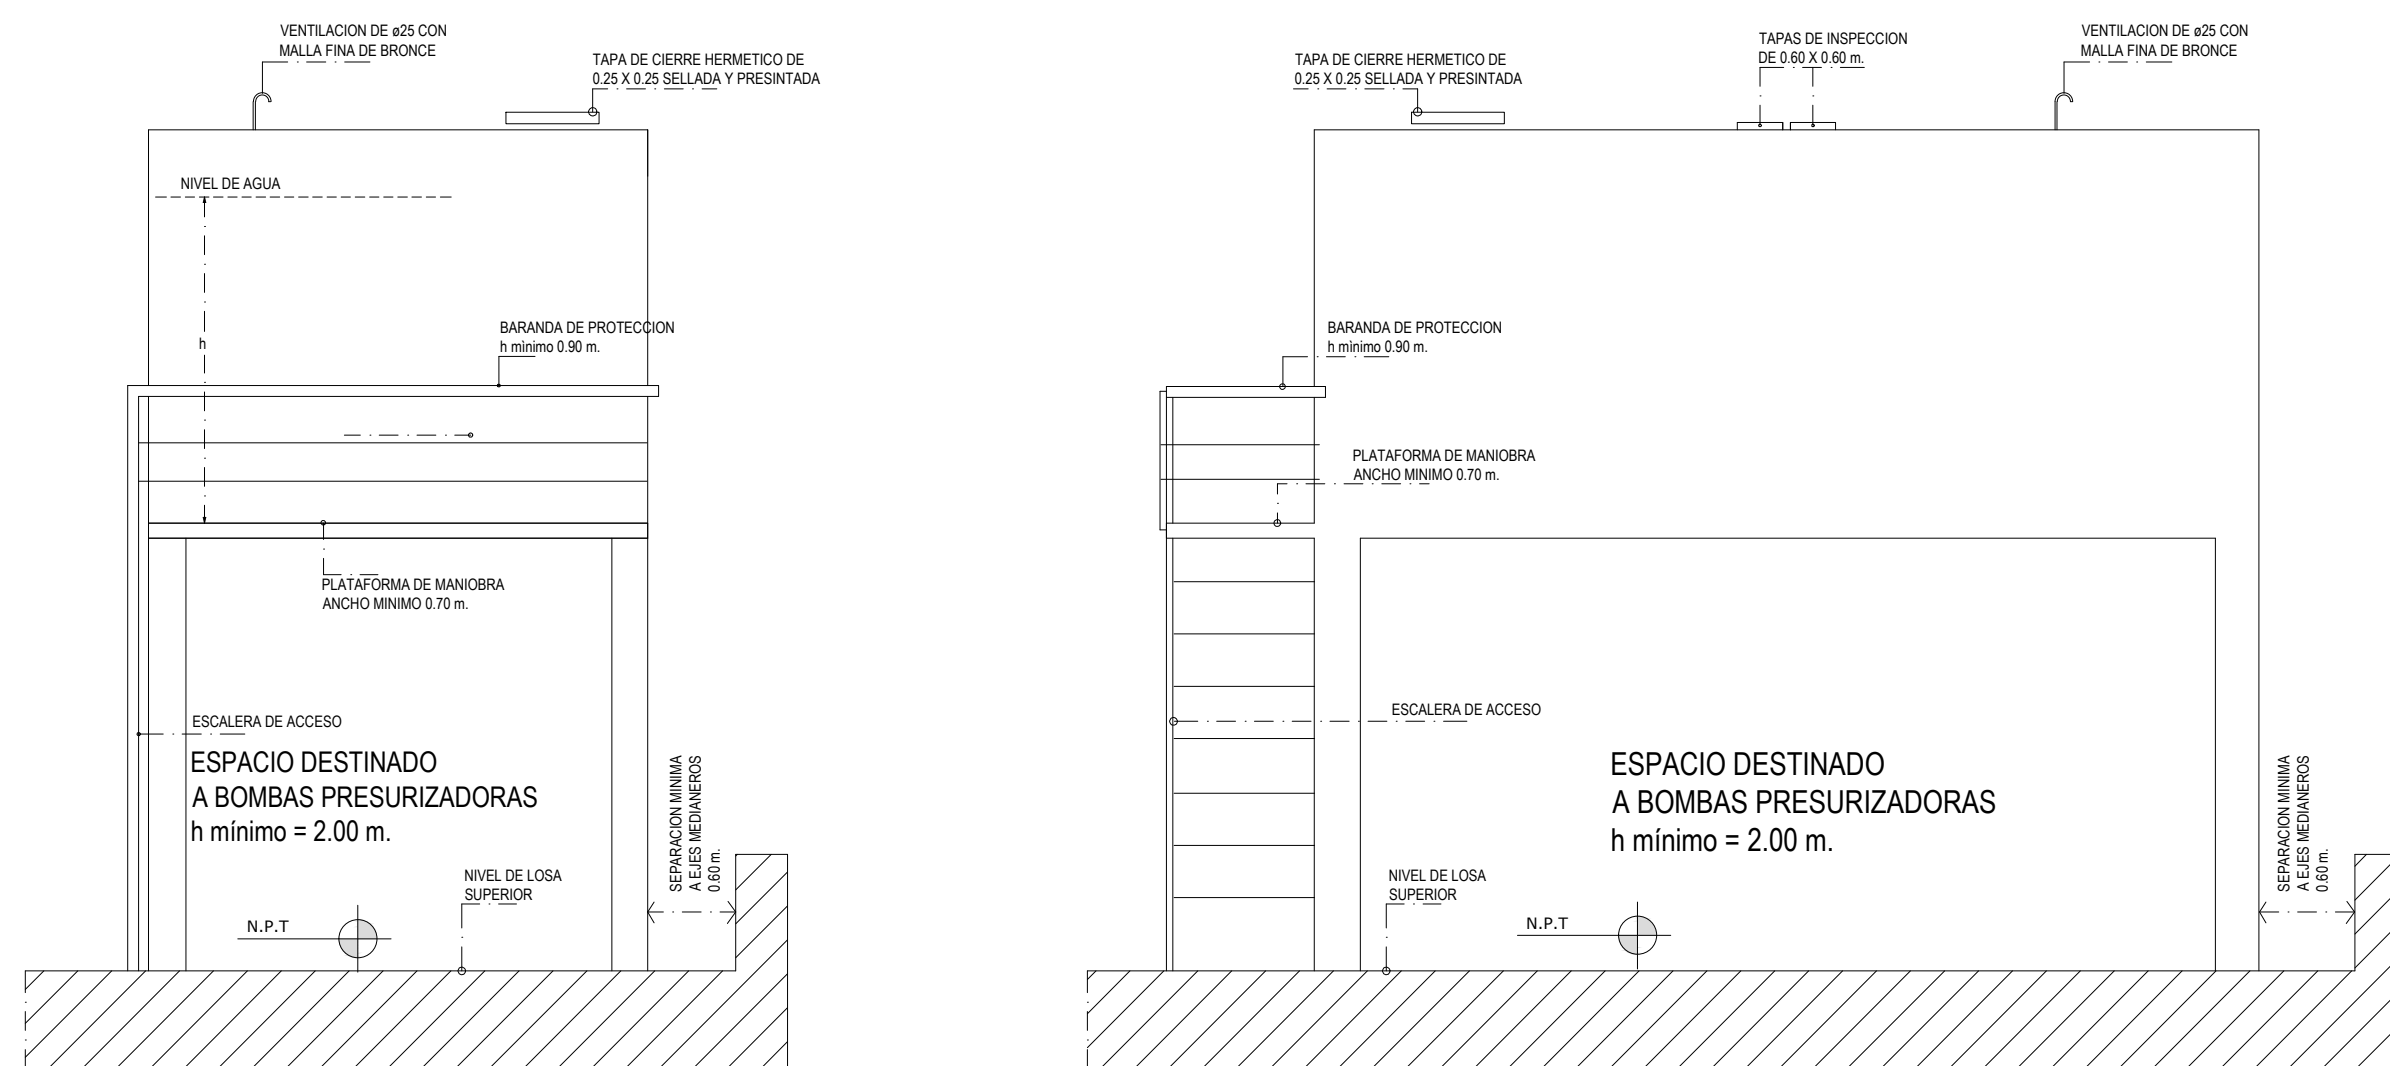 VENTILACION DE ø25 CON
MALLA FINA DE BRONCE
TAPA DE CIERRE HERMETICO DE
0.25 X 0.25 SELLADA Y PRESINTADA
NIVEL DE AGUA
h
BARANDA DE PROTECCION
h mìnimo 0.90 m.
PLATAFORMA DE MANIOBRA
ANCHO MINIMO 0.70 m.
ESCALERA DE ACCESO
ESPACIO DESTINADO
A BOMBAS PRESURIZADORAS
h mínimo = 2.00 m.
SEPARACION MINIMA
A EJES MEDIANEROS
0.60 m.
NIVEL DE LOSA
SUPERIOR
N.P.T
TAPA DE CIERRE HERMETICO DE
0.25 X 0.25 SELLADA Y PRESINTADA
TAPAS DE INSPECCION
DE 0.60 X 0.60 m.
VENTILACION DE ø25 CON
MALLA FINA DE BRONCE
BARANDA DE PROTECCION
h mìnimo 0.90 m.
PLATAFORMA DE MANIOBRA
ANCHO MINIMO 0.70 m.
ESCALERA DE ACCESO
ESPACIO DESTINADO
A BOMBAS PRESURIZADORAS
h mínimo = 2.00 m.
SEPARACION MINIMA
A EJES MEDIANEROS
0.60 m.
NIVEL DE LOSA
SUPERIOR
N.P.T